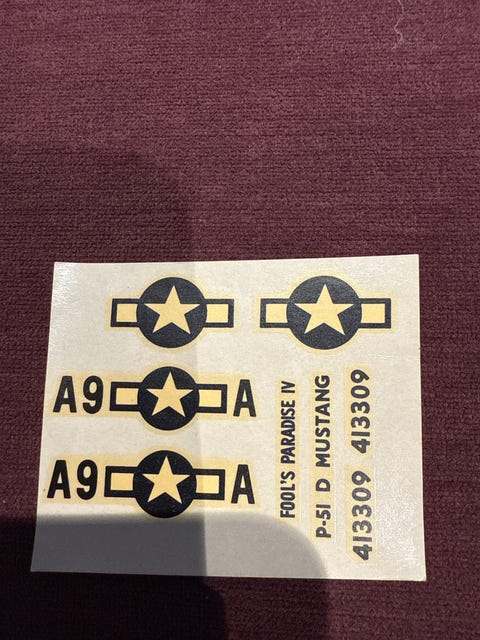 A9 A
A9 A
FOOL'S PARADISE IV
P-51 D MUSTANG
413309
413309